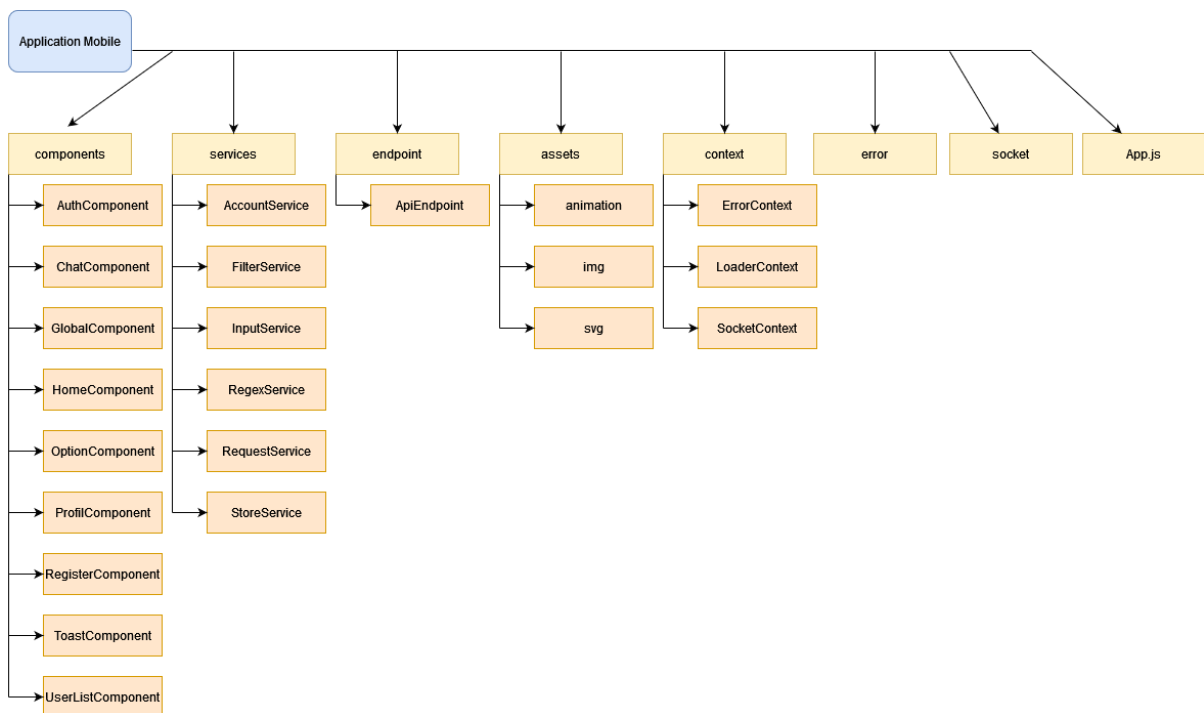 Application Mobile
components
services
endpoint
assets
context
error
socket
App.js
AuthComponent
AccountService
ApiEndpoint
animation
ErrorContext
ChatComponent
FilterService
img
LoaderContext
GlobalComponent
InputService
svg
SocketContext
HomeComponent
RegexService
OptionComponent
RequestService
ProfilComponent
StoreService
RegisterComponent
ToastComponent
UserListComponent